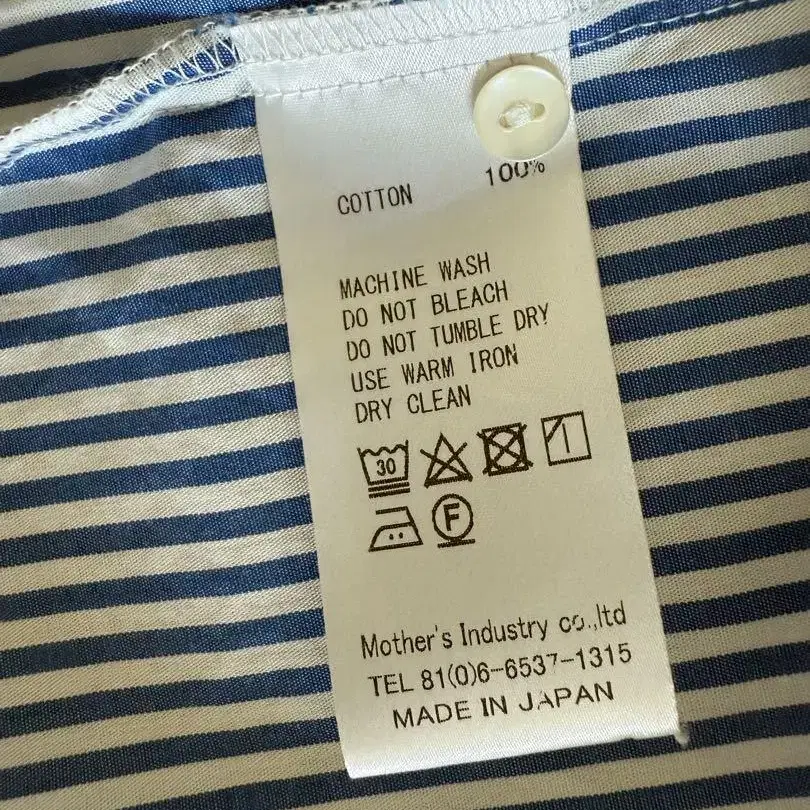 COTTON 100%
MACHINE WASH
DO NOT BLEACH
DO NOT TUMBLE DRY
USE WARM IRON
DRY CLEAN
30
F
Mother's Industry co.,ltd
TEL 81(0)6-6537-1315
MADE IN JAPAN